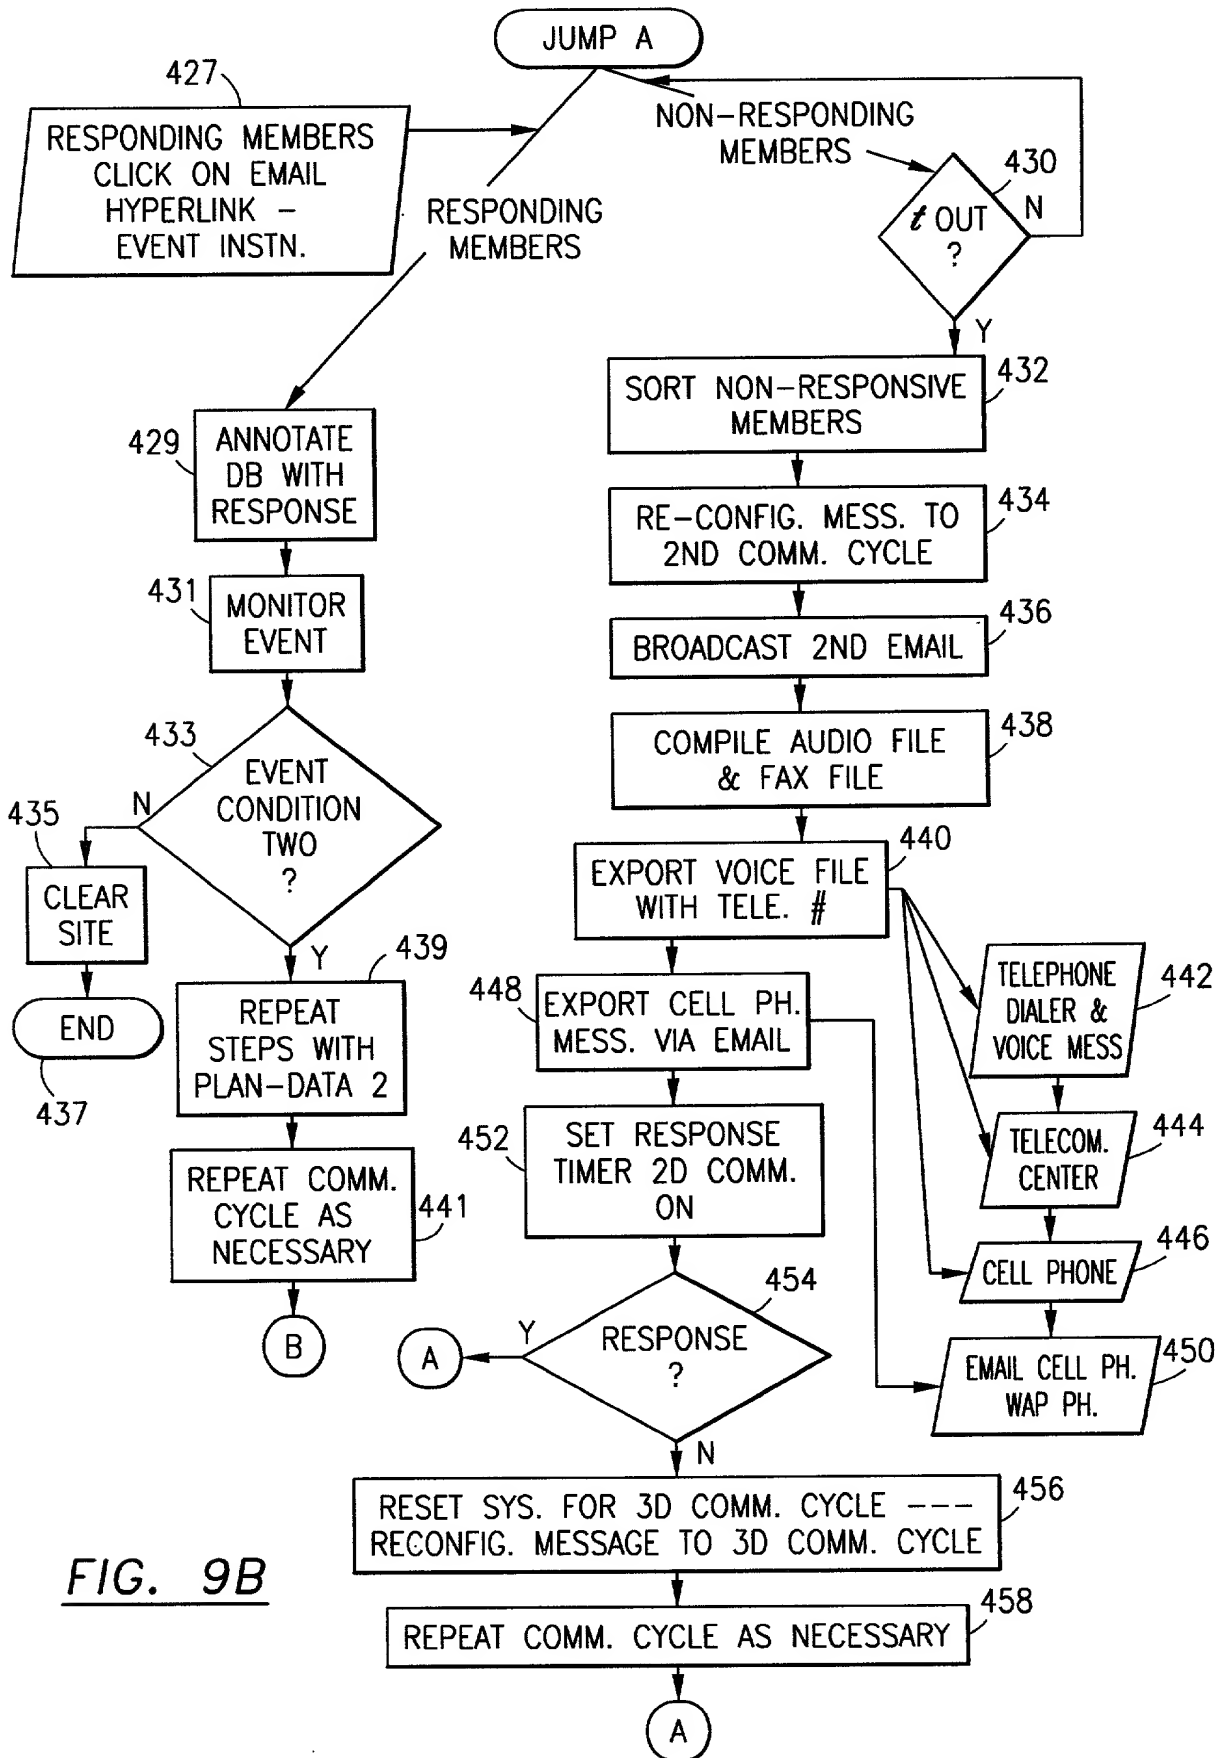 JUMP A
427
RESPONDING MEMBERS
CLICK ON EMAIL
HYPERLINK –
EVENT INSTN.
NON-RESPONDING
MEMBERS
RESPONDING
MEMBERS
430
t OUT
?
N
Y
432
SORT NON-RESPONSIVE
MEMBERS
429
ANNOTATE
DB WITH
RESPONSE
434
RE-CONFIG. MESS. TO
2ND COMM. CYCLE
431
MONITOR
EVENT
436
BROADCAST 2ND EMAIL
438
COMPILE AUDIO FILE
& FAX FILE
433
EVENT
CONDITION
TWO
?
N
Y
435
CLEAR
SITE
END
437
439
REPEAT
STEPS WITH
PLAN-DATA 2
REPEAT COMM.
CYCLE AS
NECESSARY
441
B
440
EXPORT VOICE FILE
WITH TELE. #
448
EXPORT CELL PH.
MESS. VIA EMAIL
442
TELEPHONE
DIALER &
VOICE MESS
452
SET RESPONSE
TIMER 2D COMM.
ON
444
TELECOM.
CENTER
446
CELL PHONE
450
EMAIL CELL PH.
WAP PH.
454
RESPONSE
?
Y
A
N
456
RESET SYS. FOR 3D COMM. CYCLE ---
RECONFIG. MESSAGE TO 3D COMM. CYCLE
458
REPEAT COMM. CYCLE AS NECESSARY
A
FIG. 9B